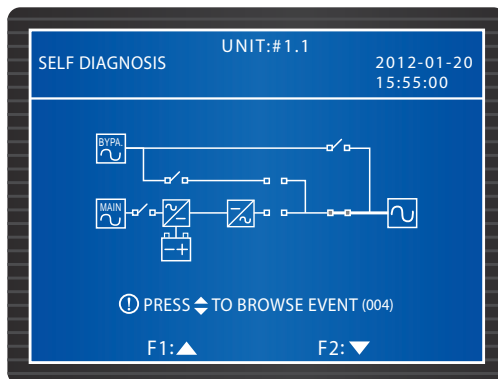 UNIT:#1.1
SELF DIAGNOSIS
2012-01-20
15:55:00
BYPA.
MAIN
PRESS TO BROWSE EVENT (004)
F1: F2: